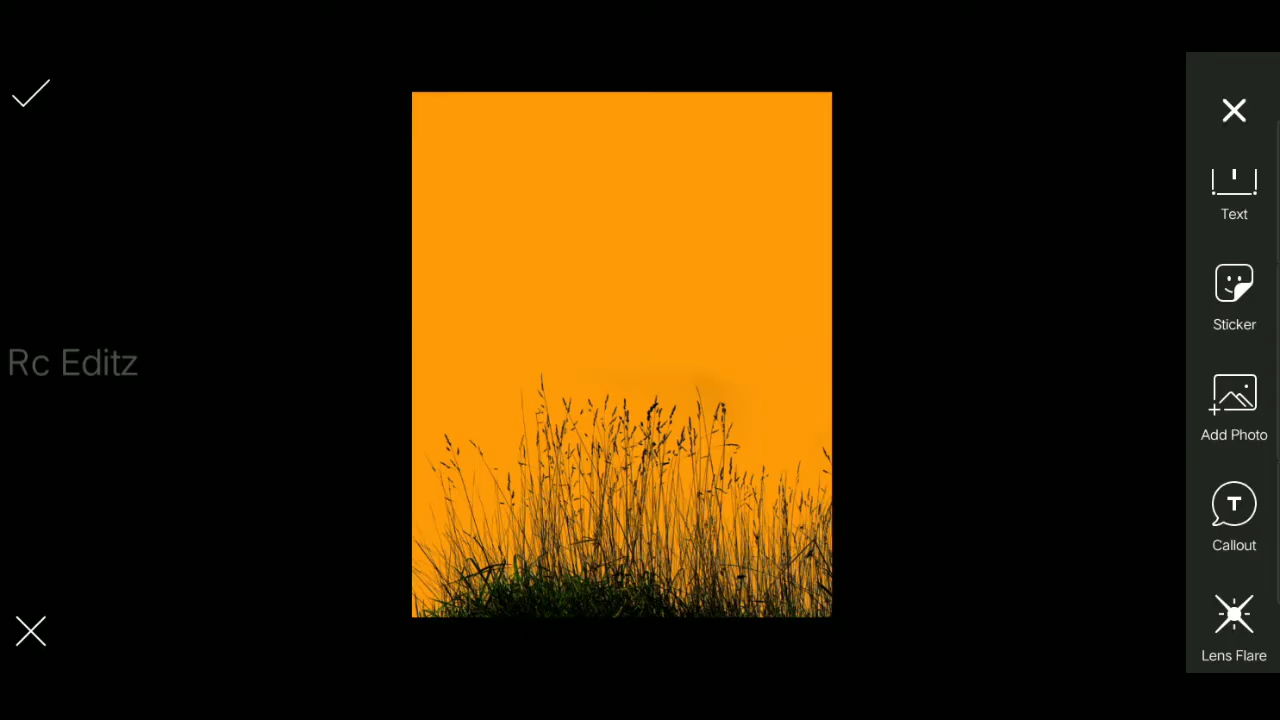 Text
Sticker
Rc Editz
Add Photo
T
Callout
Lens Flare